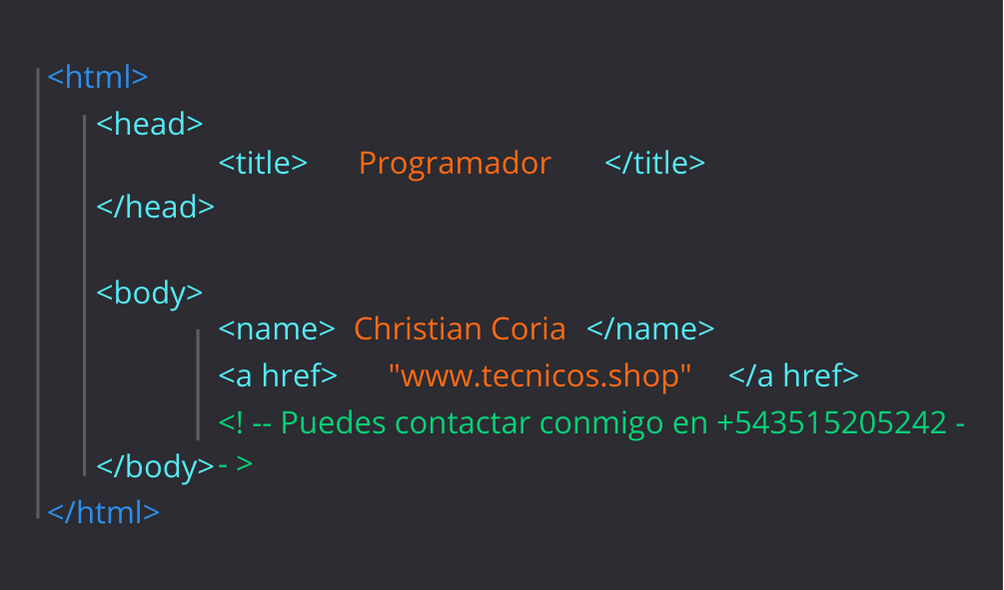 <html>
<head>
<title> Programador </title>
</head>
<body>
<name> Christian Coria </name>
<a href> "www.tecnicos.shop" </a href>
<! -- Puedes contactar conmigo en +543515205242 -
</body>- >
</html>